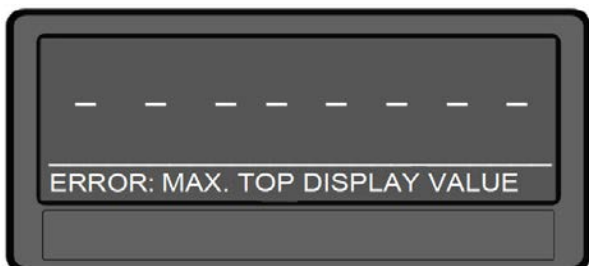 – – – – – – – –
ERROR: MAX. TOP DISPLAY VALUE